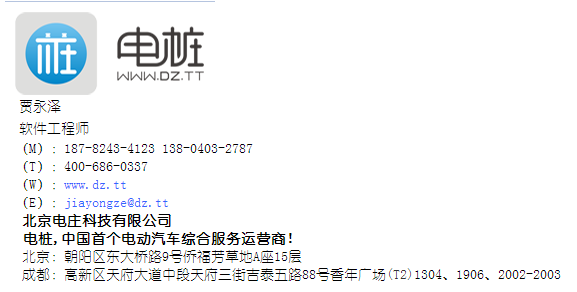 桩
电桩
WWW.DZ.TT
贾永泽
软件工程师
(M) : 187-8243-4123 138-0403-2787
(T) : 400-686-0337
(W) : www.dz.tt
(E) : jiayongze@dz.tt
北京电庄科技有限公司
电桩,中国首个电动汽车综合服务运营商!
北京: 朝阳区东大桥路9号侨福芳草地A座15层
成都: 高新区天府大道中段天府三街吉泰五路88号香年广场(T2)1304、1906、2002-2003